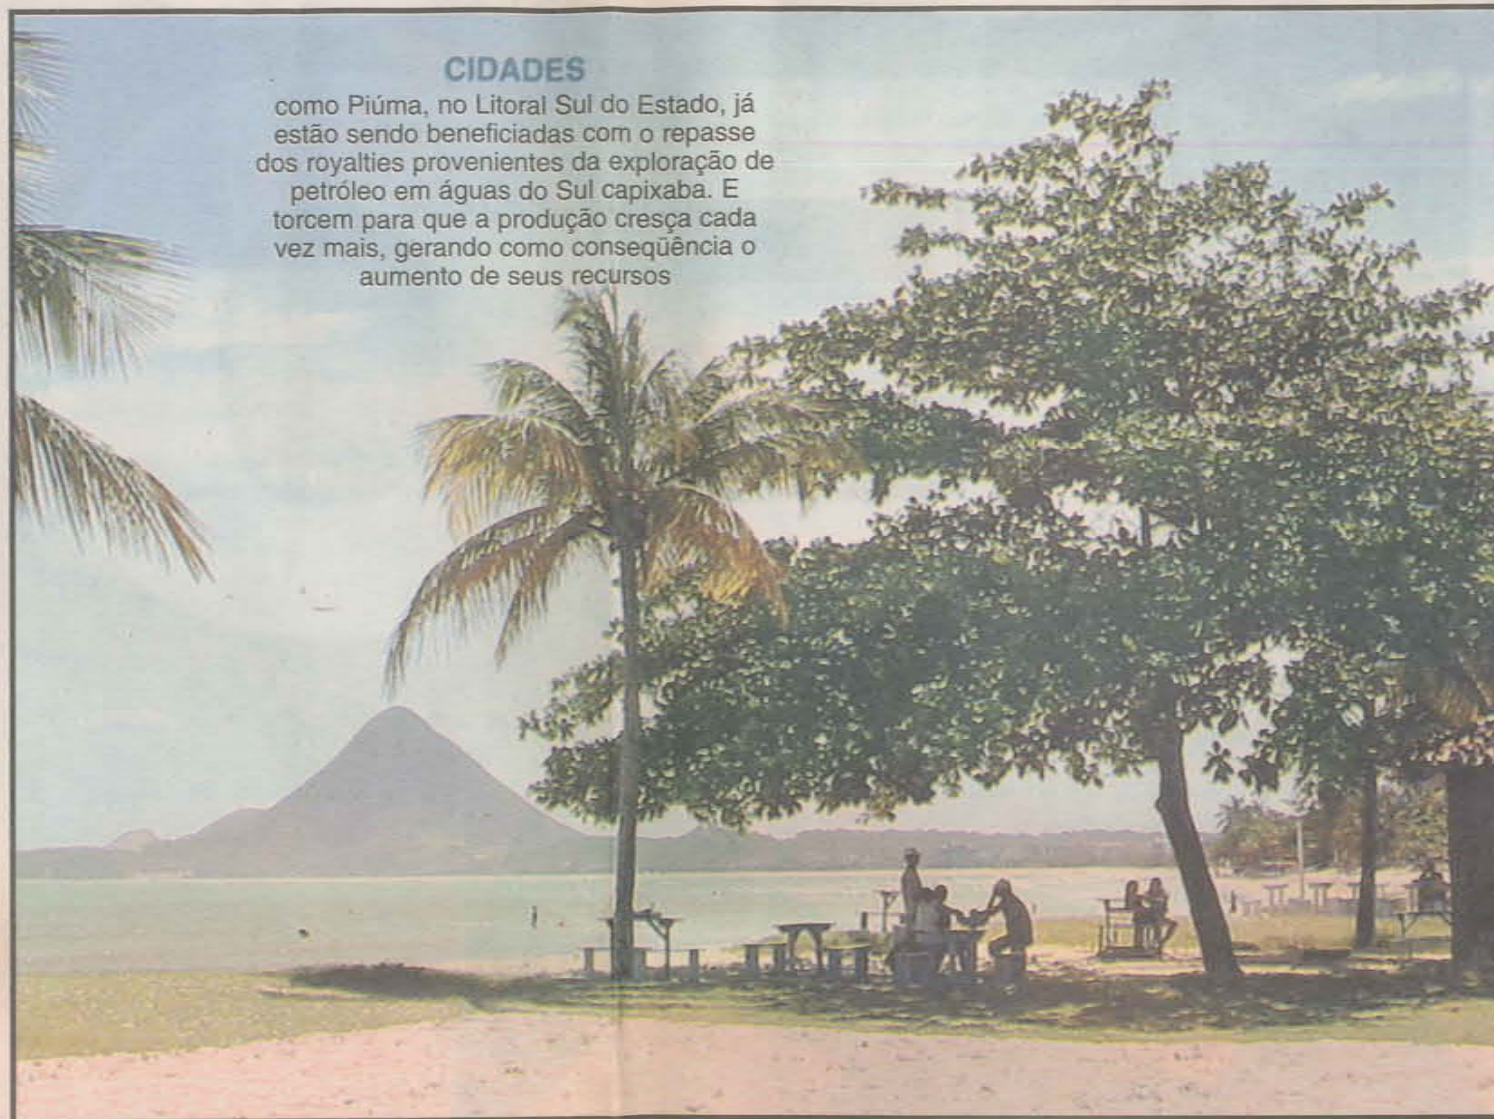 CIDADES
como Piúma, no Litoral Sul do Estado, já
estão sendo beneficiadas com o repasse
dos royalties provenientes da exploração de
petróleo em águas do Sul capixaba. E
torcem para que a produção cresça cada
vez mais, gerando como conseqüência o
aumento de seus recursos